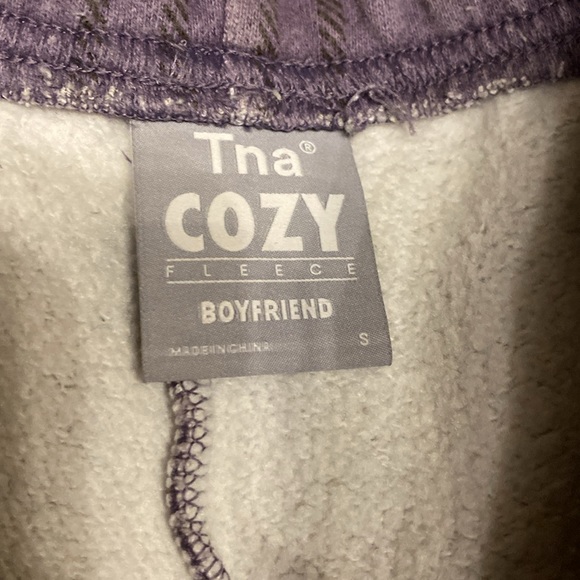 Tna®
COZY
FLEECE
BOYFRIEND
MADE IN CHINA S